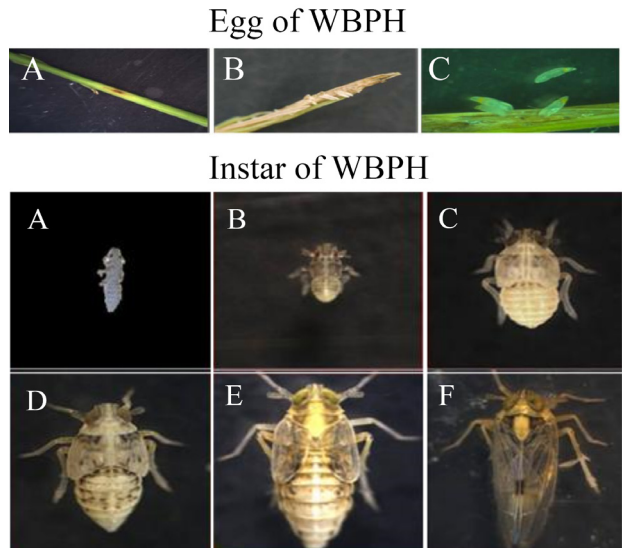 Egg of WBPH
A B C
Instar of WBPH
A B C
D E F